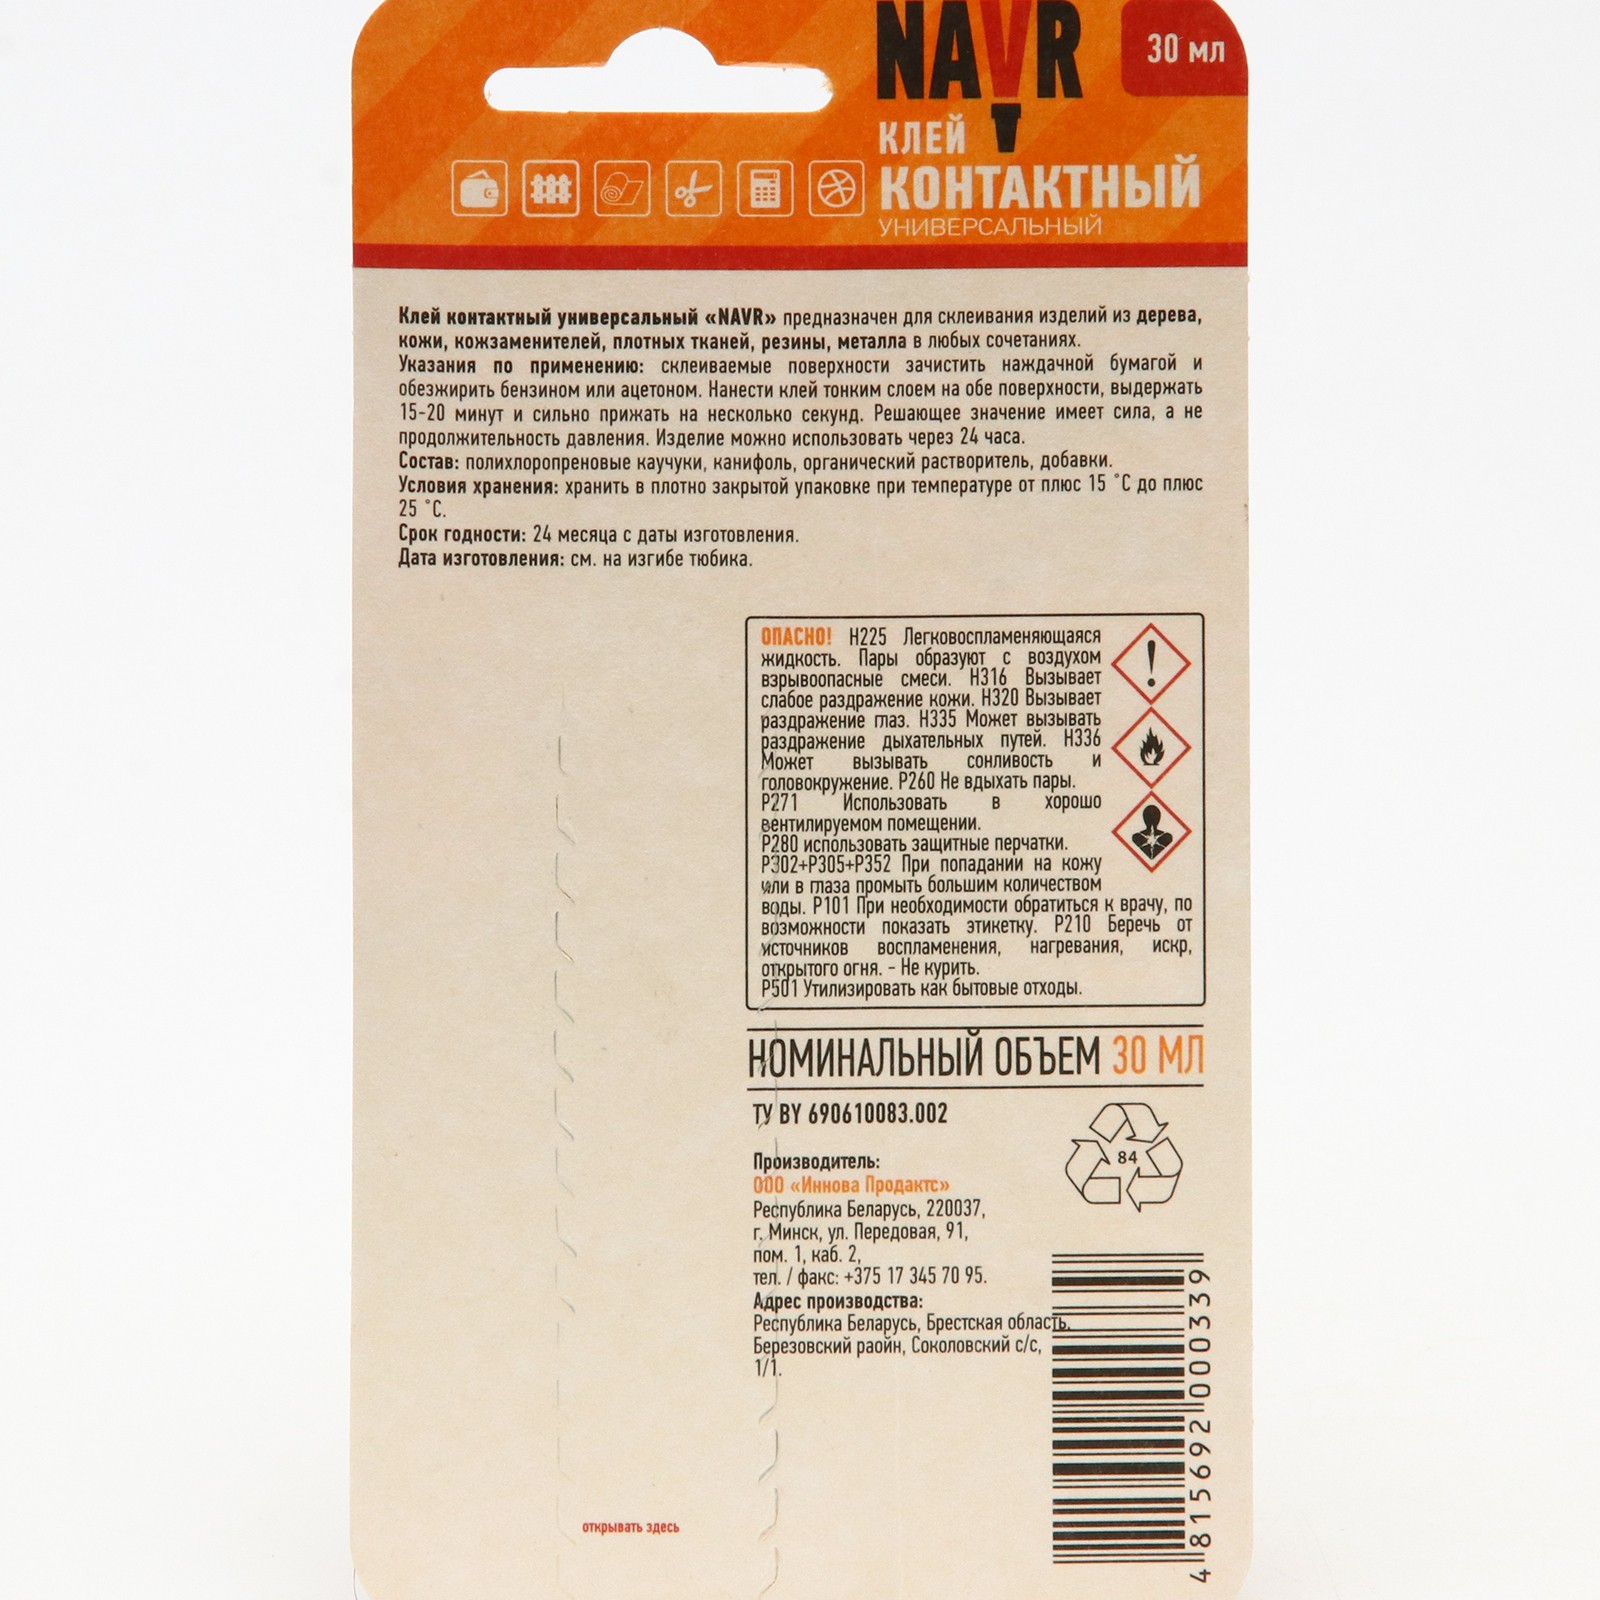 NAVR
30 мл
КЛЕЙ
КОНТАКТНЫЙ
УНИВЕРСАЛЬНЫЙ
Клей контактный универсальный «NAVR» предназначен для склеивания изделий из дерева,
кожи, кожзаменителей, плотных тканей, резины, металла в любых сочетаниях.
Указания по применению: склеиваемые поверхности зачистить наждачной бумагой и
обезжирить бензином или ацетоном. Нанести клей тонким слоем на обе поверхности, выдержать
15-20 минут и сильно прижать на несколько секунд. Решающее значение имеет сила, а не
продолжительность давления. Изделие можно использовать через 24 часа.
Состав: полихлоропреновые каучуки, канифоль, органический растворитель, добавки.
Условия хранения: хранить в плотно закрытой упаковке при температуре от плюс 15 ˚С до плюс
25 ˚С.
Срок годности: 24 месяца с даты изготовления.
Дата изготовления: см. на изгибе тюбика.
ОПАСНО! H225 Легковоспламеняющаяся
жидкость. Пары образуют с воздухом
взрывоопасные смеси. H316 Вызывает
слабое раздражение кожи. H320 Вызывает
раздражение глаз. H335 Может вызывать
раздражение дыхательных путей. H336
Может вызывать сонливость и
головокружение. P260 Не вдыхать пары.
P271 Использовать в хорошо
вентилируемом помещении.
P280 использовать защитные перчатки.
P302+P305+P352 При попадании на кожу
или в глаза промыть большим количеством
воды. P101 При необходимости обратиться к врачу, по
возможности показать этикетку. P210 Беречь от
источников воспламенения, нагревания, искр,
открытого огня. - Не курить.
P501 Утилизировать как бытовые отходы.
НОМИНАЛЬНЫЙ ОБЪЕМ 30 МЛ
ТУ BY 690610083.002
84
Производитель:
ООО «Иннова Продактс»
Республика Беларусь, 220037,
г. Минск, ул. Передовая, 91,
пом. 1, каб. 2,
тел. / факс: +375 17 345 70 95.
Адрес производства:
Республика Беларусь, Брестская область.
Березовский раойн, Соколовский с/с,
1/1.
4 815692 000339
открывать здесь